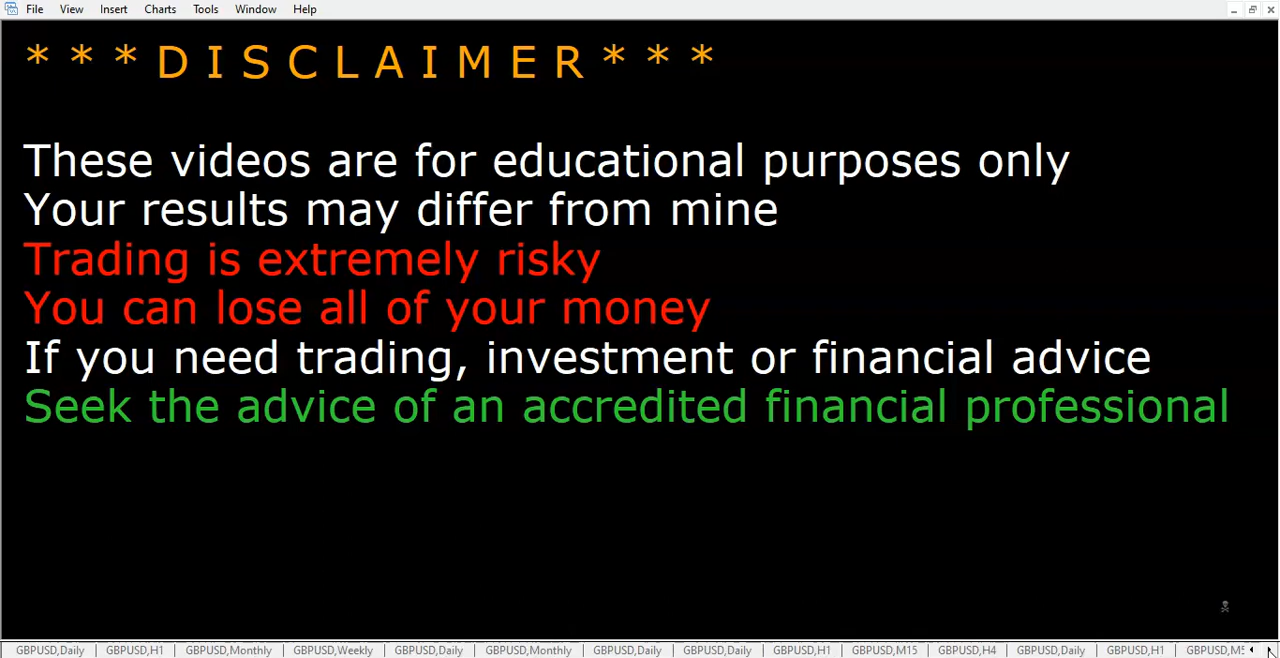 File View Insert Charts Tools Window Help
* * * D I S C L A I M E R * * *
These videos are for educational purposes only
Your results may differ from mine
Trading is extremely risky
You can lose all of your money
If you need trading, investment or financial advice
Seek the advice of an accredited financial professional
GBPUSD,Daily GBPUSD,H1 GBPUSD,Monthly GBPUSD,Weekly GBPUSD,Daily GBPUSD,Monthly GBPUSD,Daily GBPUSD,Daily GBPUSD,H1 GBPUSD,M15 GBPUSD,H4 GBPUSD,Daily GBPUSD,H1 GBPUSD,M5